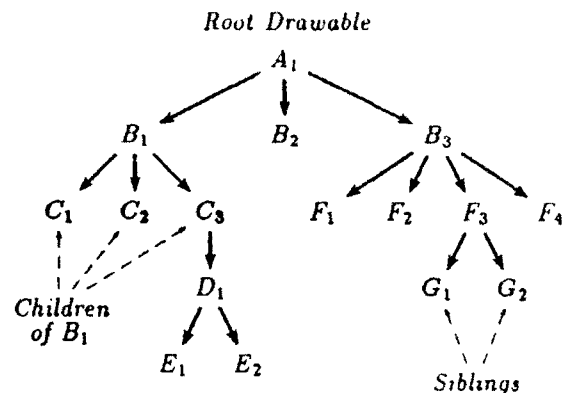 Root Drawable
A₁
B₁ B₂ B₃
C₁ C₂ C₃ F₁ F₂ F₃ F₄
D₁ G₁ G₂
Children
of B₁
E₁ E₂
Siblings